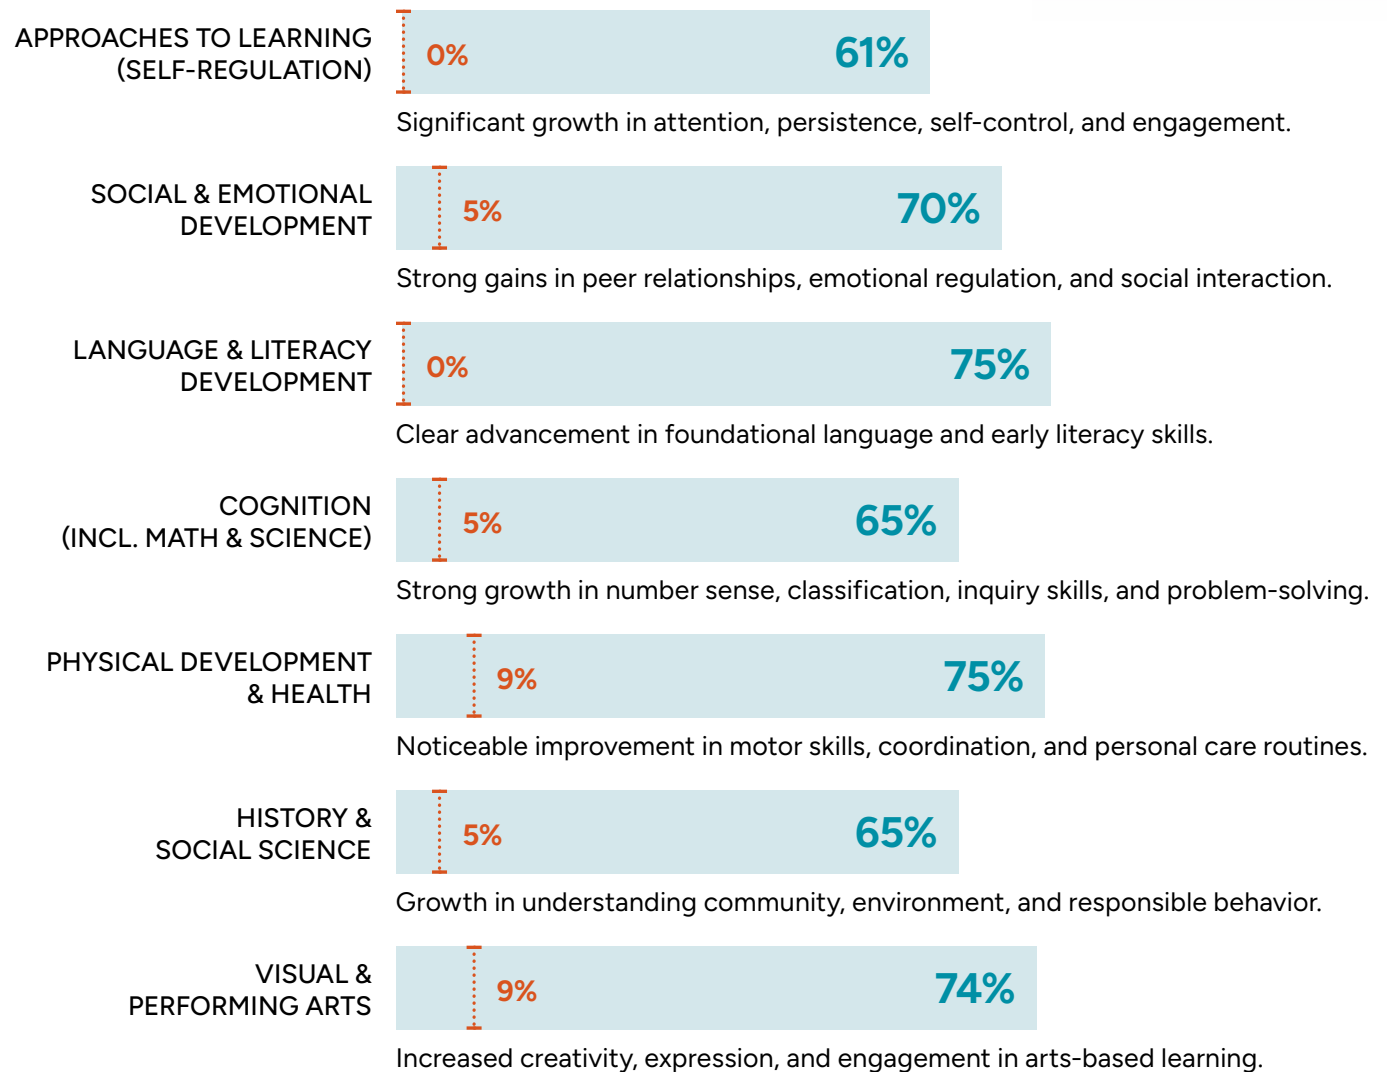 APPROACHES TO LEARNING
(SELF-REGULATION)
0%
61%
Significant growth in attention, persistence, self-control, and engagement.
SOCIAL & EMOTIONAL
DEVELOPMENT
5%
70%
Strong gains in peer relationships, emotional regulation, and social interaction.
LANGUAGE & LITERACY
DEVELOPMENT
0%
75%
Clear advancement in foundational language and early literacy skills.
COGNITION
(INCL. MATH & SCIENCE)
5%
65%
Strong growth in number sense, classification, inquiry skills, and problem-solving.
PHYSICAL DEVELOPMENT
& HEALTH
9%
75%
Noticeable improvement in motor skills, coordination, and personal care routines.
HISTORY &
SOCIAL SCIENCE
5%
65%
Growth in understanding community, environment, and responsible behavior.
VISUAL &
PERFORMING ARTS
9%
74%
Increased creativity, expression, and engagement in arts-based learning.